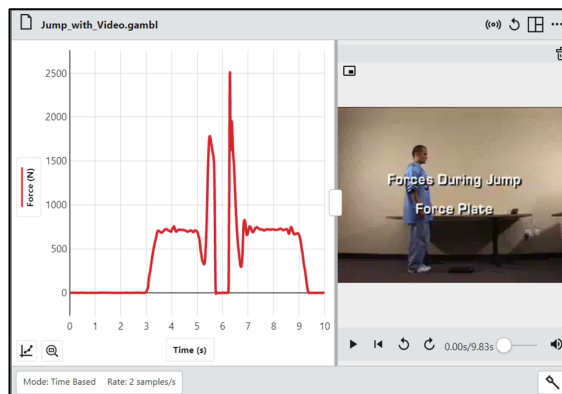 Jump_with_Video.gambl
2500
2000
1500
1000
500
0
Force (N)
0 1 2 3 4 5 6 7 8 9 10
Time (s)
Forces During Jump
Force Plate
0.00s/9.83s
Mode: Time Based Rate: 2 samples/s